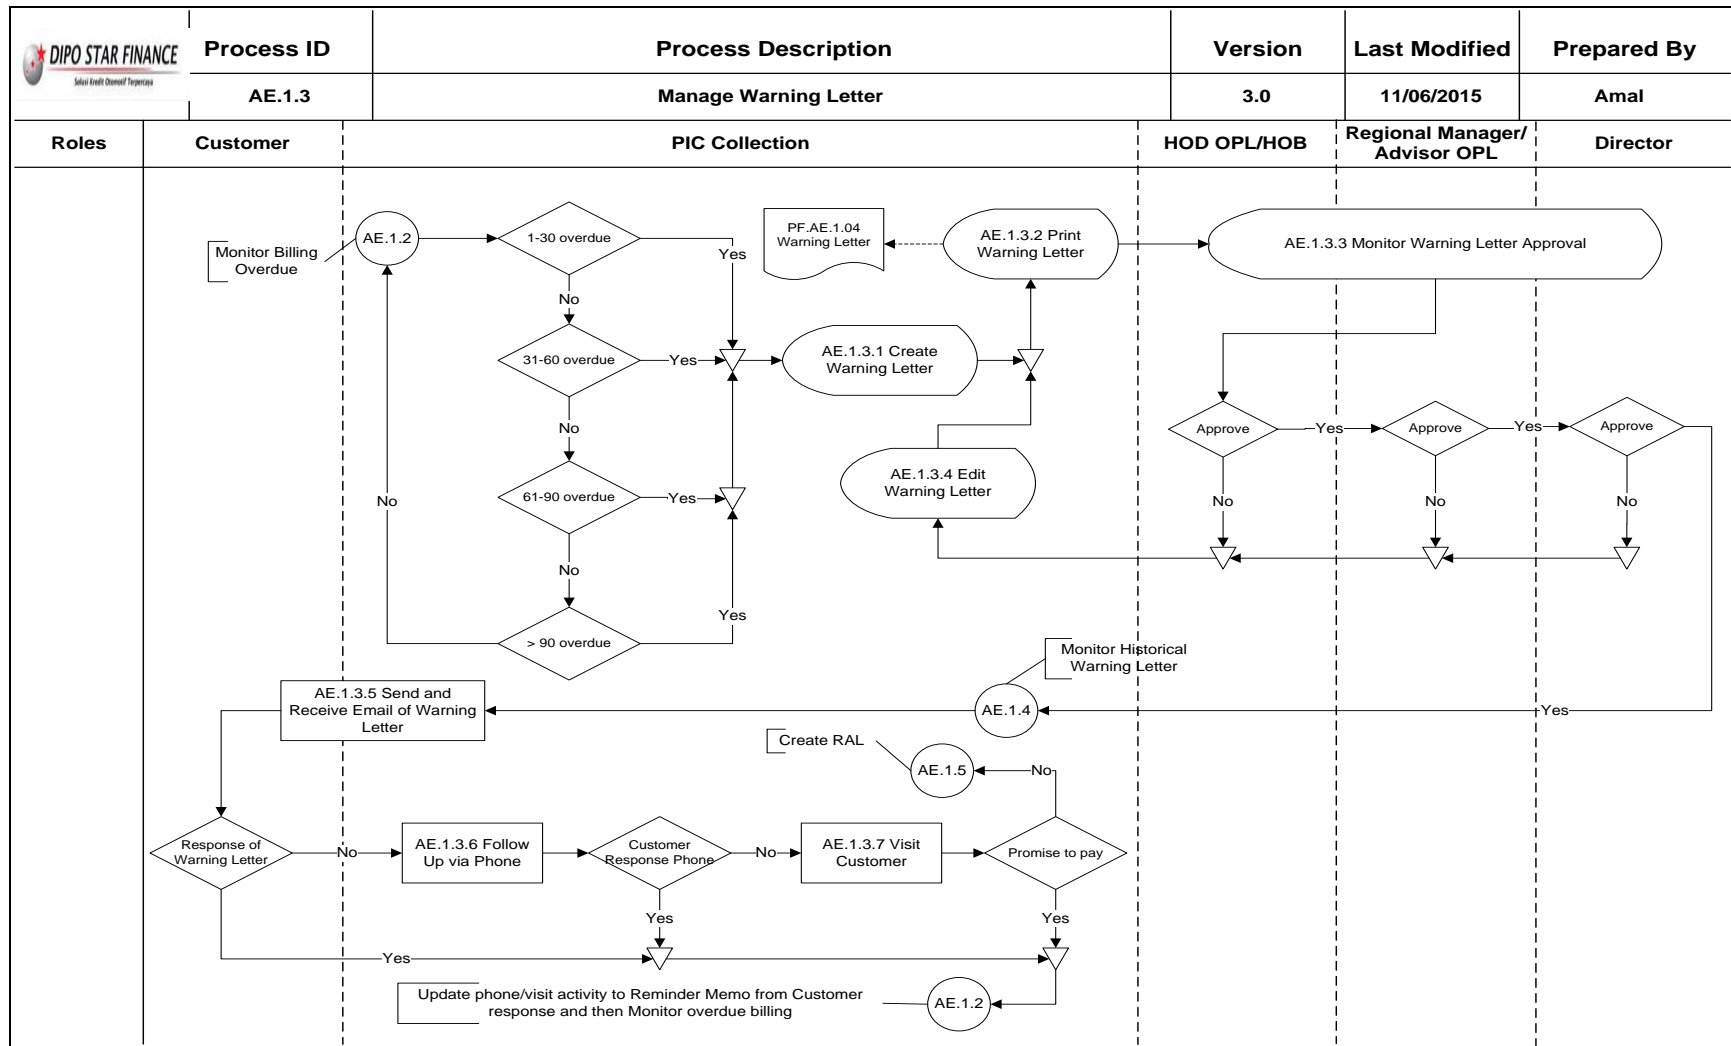 DIPO STAR FINANCE
Solusi Kredit Otomotif Terpercaya
Process ID
Process Description
Version
Last Modified
Prepared By
AE.1.3
Manage Warning Letter
3.0
11/06/2015
Amal
Roles
Customer
PIC Collection
HOD OPL/HOB
Regional Manager/
Advisor OPL
Director
Monitor Billing
Overdue
AE.1.2
1-30 overdue
Yes
No
PF.AE.1.04
Warning Letter
AE.1.3.2 Print
Warning Letter
AE.1.3.3 Monitor Warning Letter Approval
31-60 overdue
Yes
No
AE.1.3.1 Create
Warning Letter
Approve
Yes
Approve
Yes
Approve
No
No
No
61-90 overdue
Yes
No
No
AE.1.3.4 Edit
Warning Letter
> 90 overdue
Yes
Monitor Historical
Warning Letter
AE.1.3.5 Send and
Receive Email of Warning
Letter
AE.1.4
Yes
Create RAL
AE.1.5
No
Response of
Warning Letter
No
AE.1.3.6 Follow
Up via Phone
Customer
Response Phone
No
AE.1.3.7 Visit
Customer
Promise to pay
Yes
Yes
Yes
Update phone/visit activity to Reminder Memo from Customer
response and then Monitor overdue billing
AE.1.2